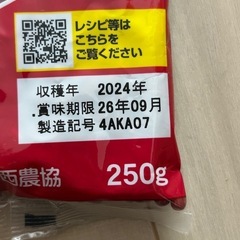 レシピ等は
こちらを
ご覧ください
収穫年 2024年
賞味期限 26年09月
製造記号 4AKA07
農協 250g